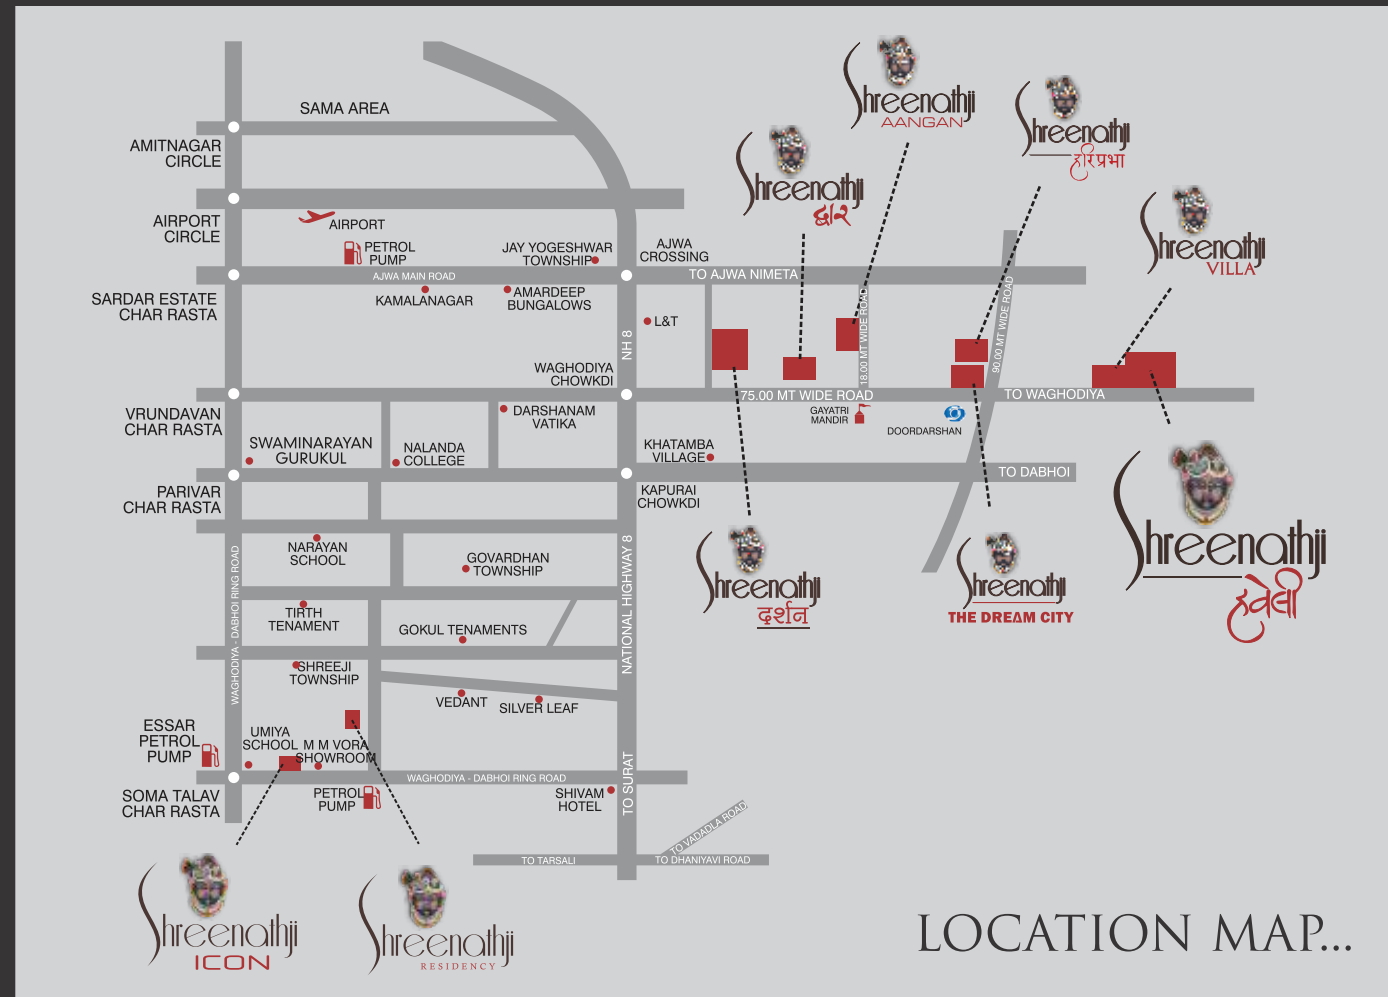 SAMA AREA
AMITNAGAR
CIRCLE
AIRPORT
CIRCLE
AIRPORT
PETROL
PUMP
JAY YOGESHWAR
TOWNSHIP
AJWA
CROSSING
AJWA MAIN ROAD
TO AJWA NIMETA
SARDAR ESTATE
CHAR RASTA
KAMALANAGAR
AMARDEEP
BUNGALOWS
L&T
NH 8
18.00 MT WIDE ROAD
90.00 MT WIDE ROAD
WAGHODIYA
CHOWKDI
75.00 MT WIDE ROAD
TO WAGHODIYA
VRUNDAVAN
CHAR RASTA
DARSHANAM
VATIKA
GAYATRI
MANDIR
DOORDARSHAN
SWAMINARAYAN
GURUKUL
NALANDA
COLLEGE
KHATAMBA
VILLAGE
TO DABHOI
PARIVAR
CHAR RASTA
KAPURAI
CHOWKDI
NARAYAN
SCHOOL
GOVARDHAN
TOWNSHIP
WAGHODIYA - DABHOI RING ROAD
NATIONAL HIGHWAY 8
TIRTH
TENAMENT
GOKUL TENAMENTS
SHREEJI
TOWNSHIP
VEDANT
SILVER LEAF
ESSAR
PETROL
PUMP
UMIYA
SCHOOL
M M VORA
SHOWROOM
WAGHODIYA - DABHOI RING ROAD
TO SURAT
SOMA TALAV
CHAR RASTA
PETROL
PUMP
SHIVAM
HOTEL
TO VADADLA ROAD
TO TARSALI
TO DHANIYAVI ROAD
Shreenathji
AANGAN
Shreenathji
हरिप्रभा
Shreenathji
द्वार
Shreenathji
VILLA
Shreenathji
हवेली
Shreenathji
दर्शन
Shreenathji
THE DREAM CITY
Shreenathji
ICON
Shreenathji
RESIDENCY
LOCATION MAP...